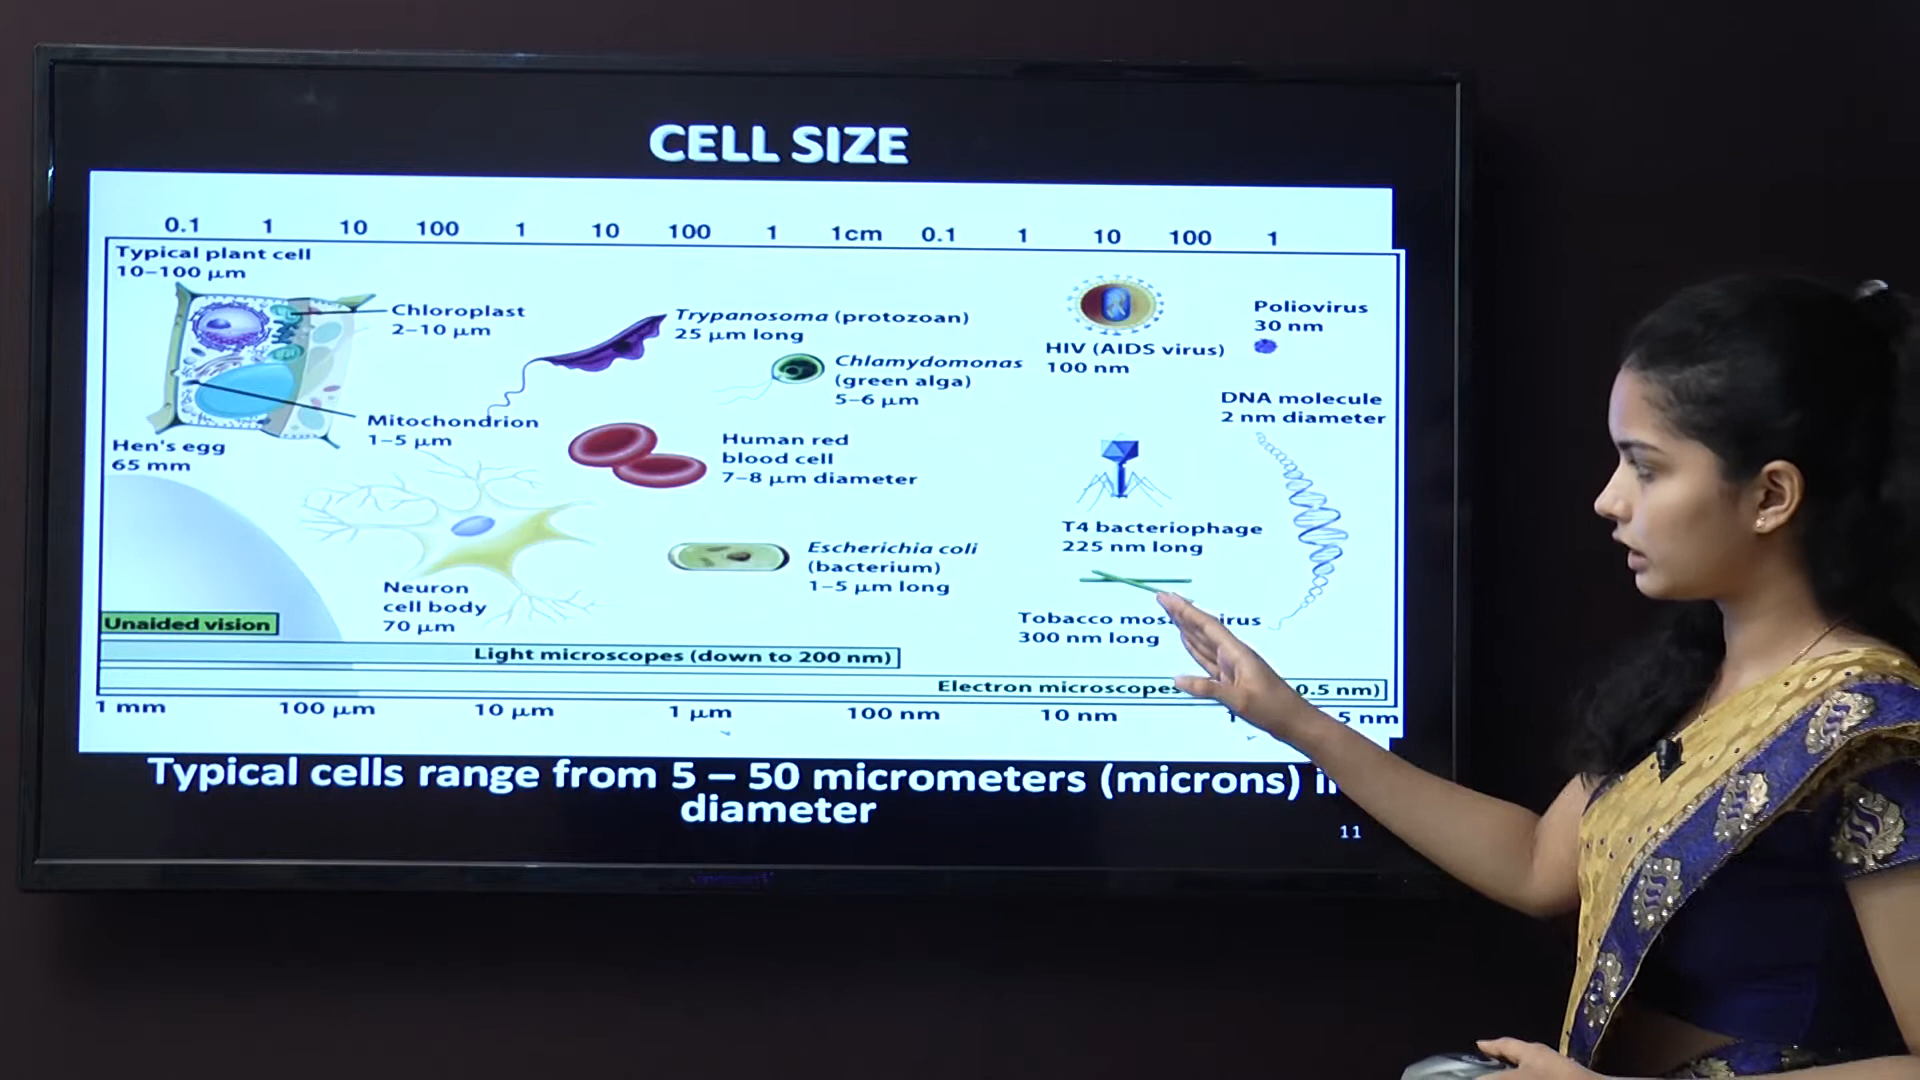 CELL SIZE
0.1 1 10 100 1 10 100 1 1cm 0.1 1 10 100 1
Typical plant cell
10–100 µm
Chloroplast
2–10 µm
Mitochondrion
1–5 µm
Hen's egg
65 mm
Neuron
cell body
70 µm
Trypanosoma (protozoan)
25 µm long
Chlamydomonas
(green alga)
5–6 µm
Human red
blood cell
7–8 µm diameter
Escherichia coli
(bacterium)
1–5 µm long
HIV (AIDS virus)
100 nm
Poliovirus
30 nm
DNA molecule
2 nm diameter
T4 bacteriophage
225 nm long
Tobacco
300 nm long
Unaided vision
Light microscopes (down to 200 nm)
Electron microscopes 0.5 nm)
1 mm 100 µm 10 µm 1 µm 100 nm 10 nm 5 nm
Typical cells range from 5 – 50 micrometers (microns)
diameter
11